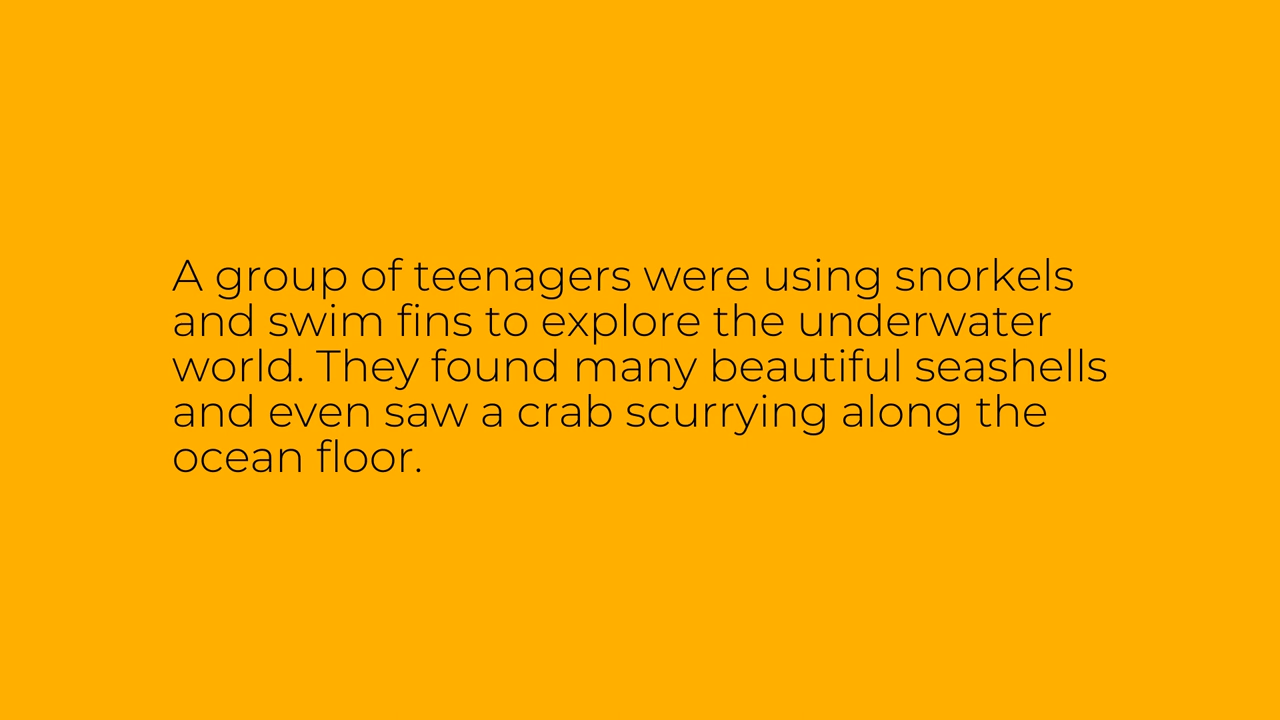 A group of teenagers were using snorkels
and swim fins to explore the underwater
world. They found many beautiful seashells
and even saw a crab scurrying along the
ocean floor.